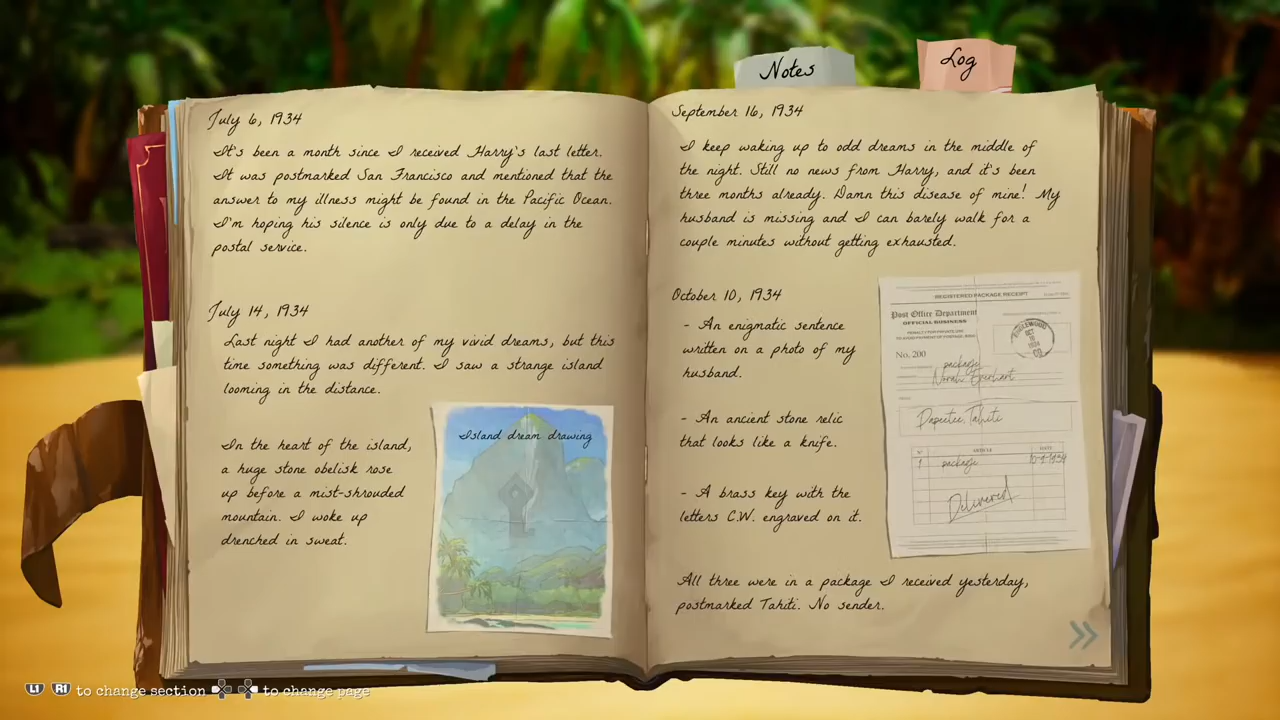 Notes
Log
July 6, 1934
It's been a month since I received Harry's last letter.
It was postmarked San Francisco and mentioned that the
answer to my illness might be found in the Pacific Ocean.
I'm hoping his silence is only due to a delay in the
postal service.
July 14, 1934
Last night I had another of my vivid dreams, but this
time something was different. I saw a strange island
looming in the distance.
In the heart of the island,
a huge stone obelisk rose
up before a mist-shrouded
mountain. I woke up
drenched in sweat.
Island dream drawing
September 16, 1934
I keep waking up to odd dreams in the middle of
the night. Still no news from Harry, and it's been
three months already. Damn this disease of mine! My
husband is missing and I can barely walk for a
couple minutes without getting exhausted.
October 10, 1934
- An enigmatic sentence
written on a photo of my
husband.
- An ancient stone relic
that looks like a knife.
- A brass key with the
letters C.W. engraved on it.
All three were in a package I received yesterday,
postmarked Tahiti. No sender.
REGISTERED PACKAGE RECEIPT
Post Office Department
OFFICIAL BUSINESS
No. 200
package
Norah Everhart
Papeete, Tahiti
ARTICLE
1 package
Delivered
L1 R1 to change section
to change page